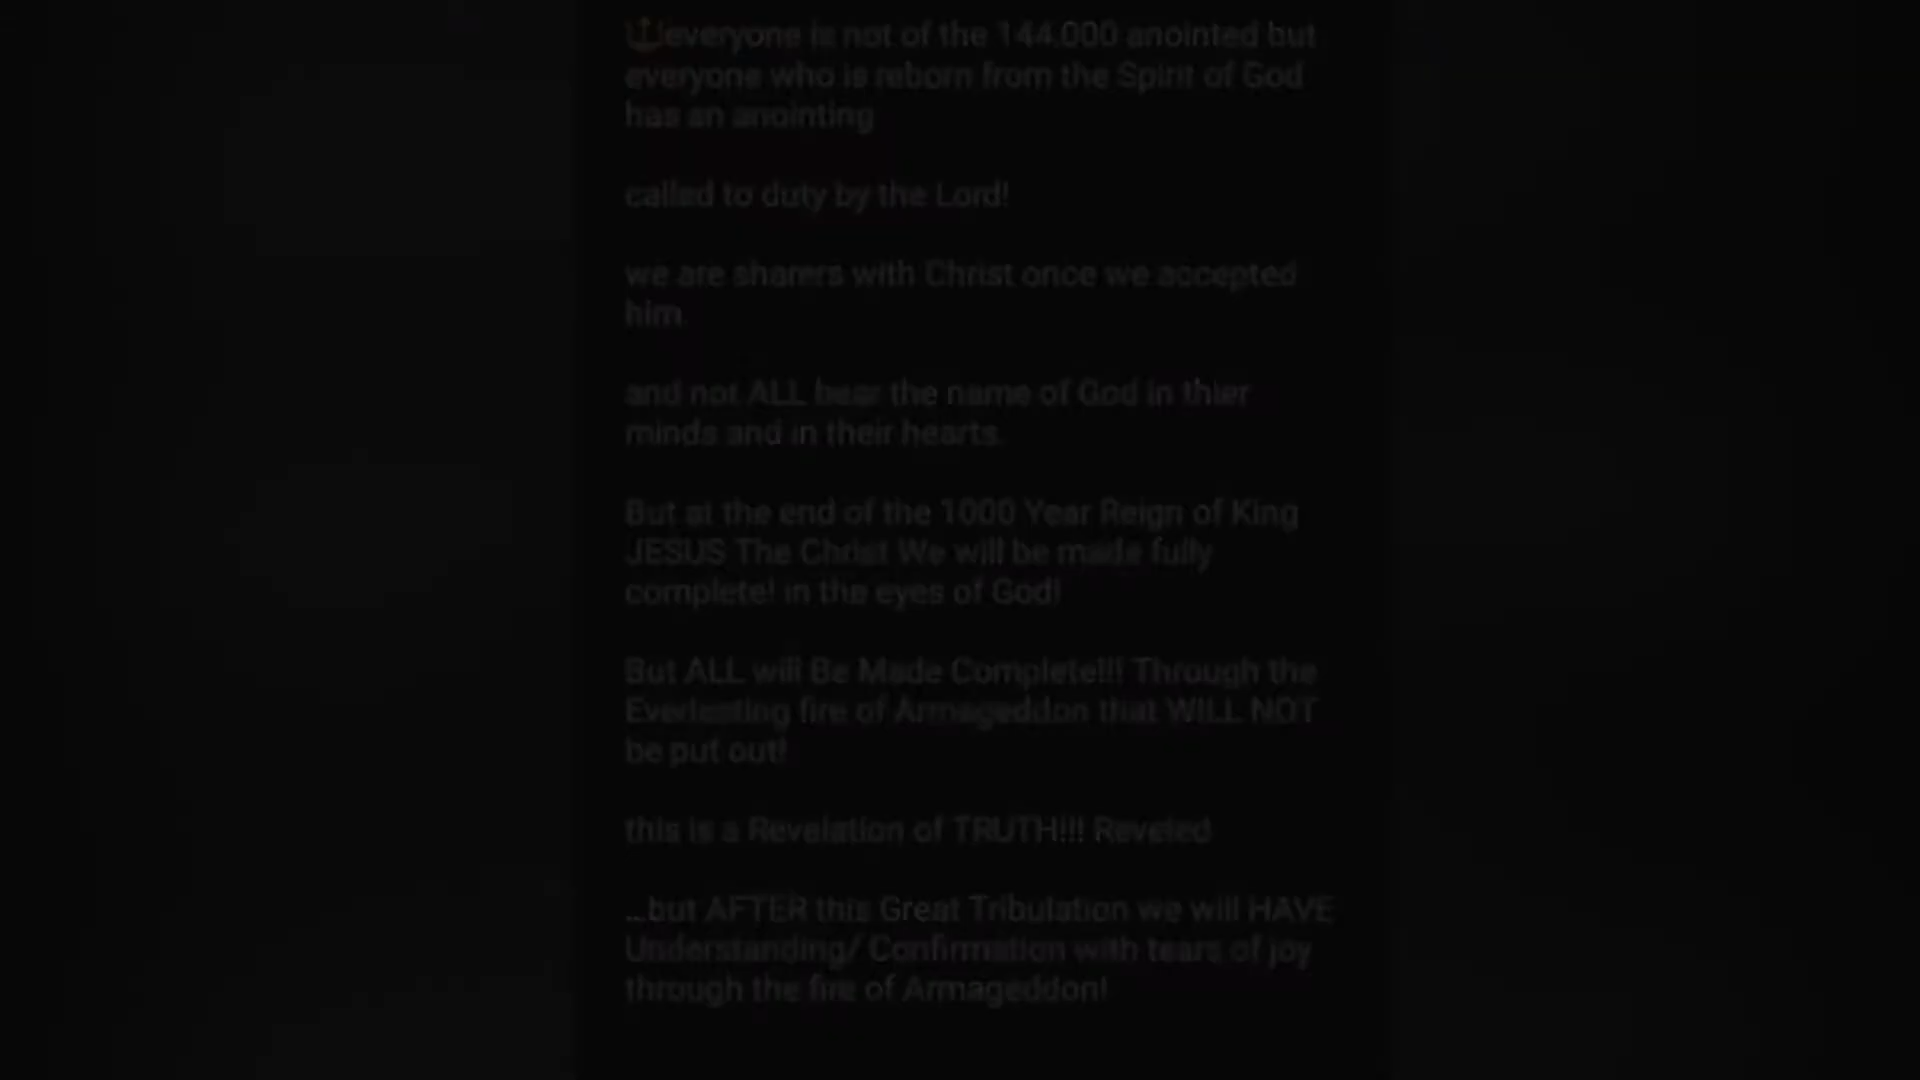 🔱everyone is not of the 144.000 anointed but
everyone who is reborn from the Spirit of God
has an anointing
called to duty by the Lord!
we are sharers with Christ once we accepted
him.
and not ALL bear the name of God in thier
minds and in their hearts.
But at the end of the 1000 Year Reign of King
JESUS The Christ We will be made fully
complete! in the eyes of God!
But ALL will Be Made Complete!!! Through the
Everlasting fire of Armageddon that WILL NOT
be put out!
this is a Revelation of TRUTH!!! Reveled
...but AFTER this Great Tribulation we will HAVE
Understanding/ Confirmation with tears of joy
through the fire of Armageddon!